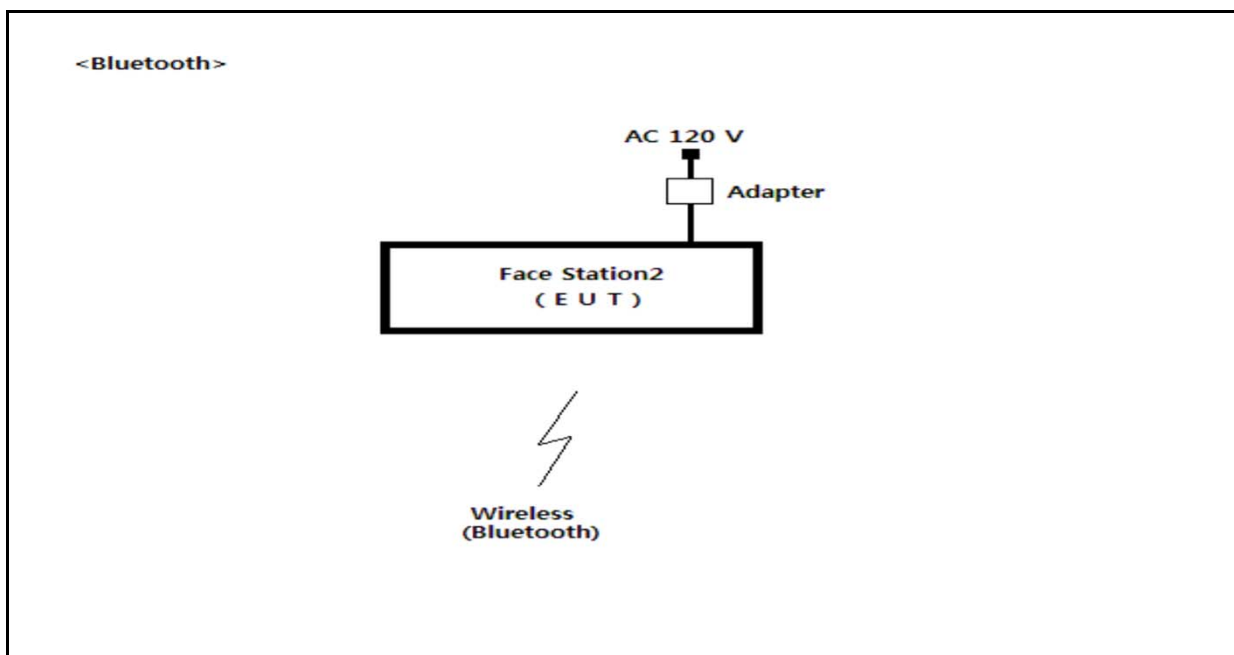 <Bluetooth>
AC 120 V
Adapter
Face Station2
( E U T )
Wireless
(Bluetooth)